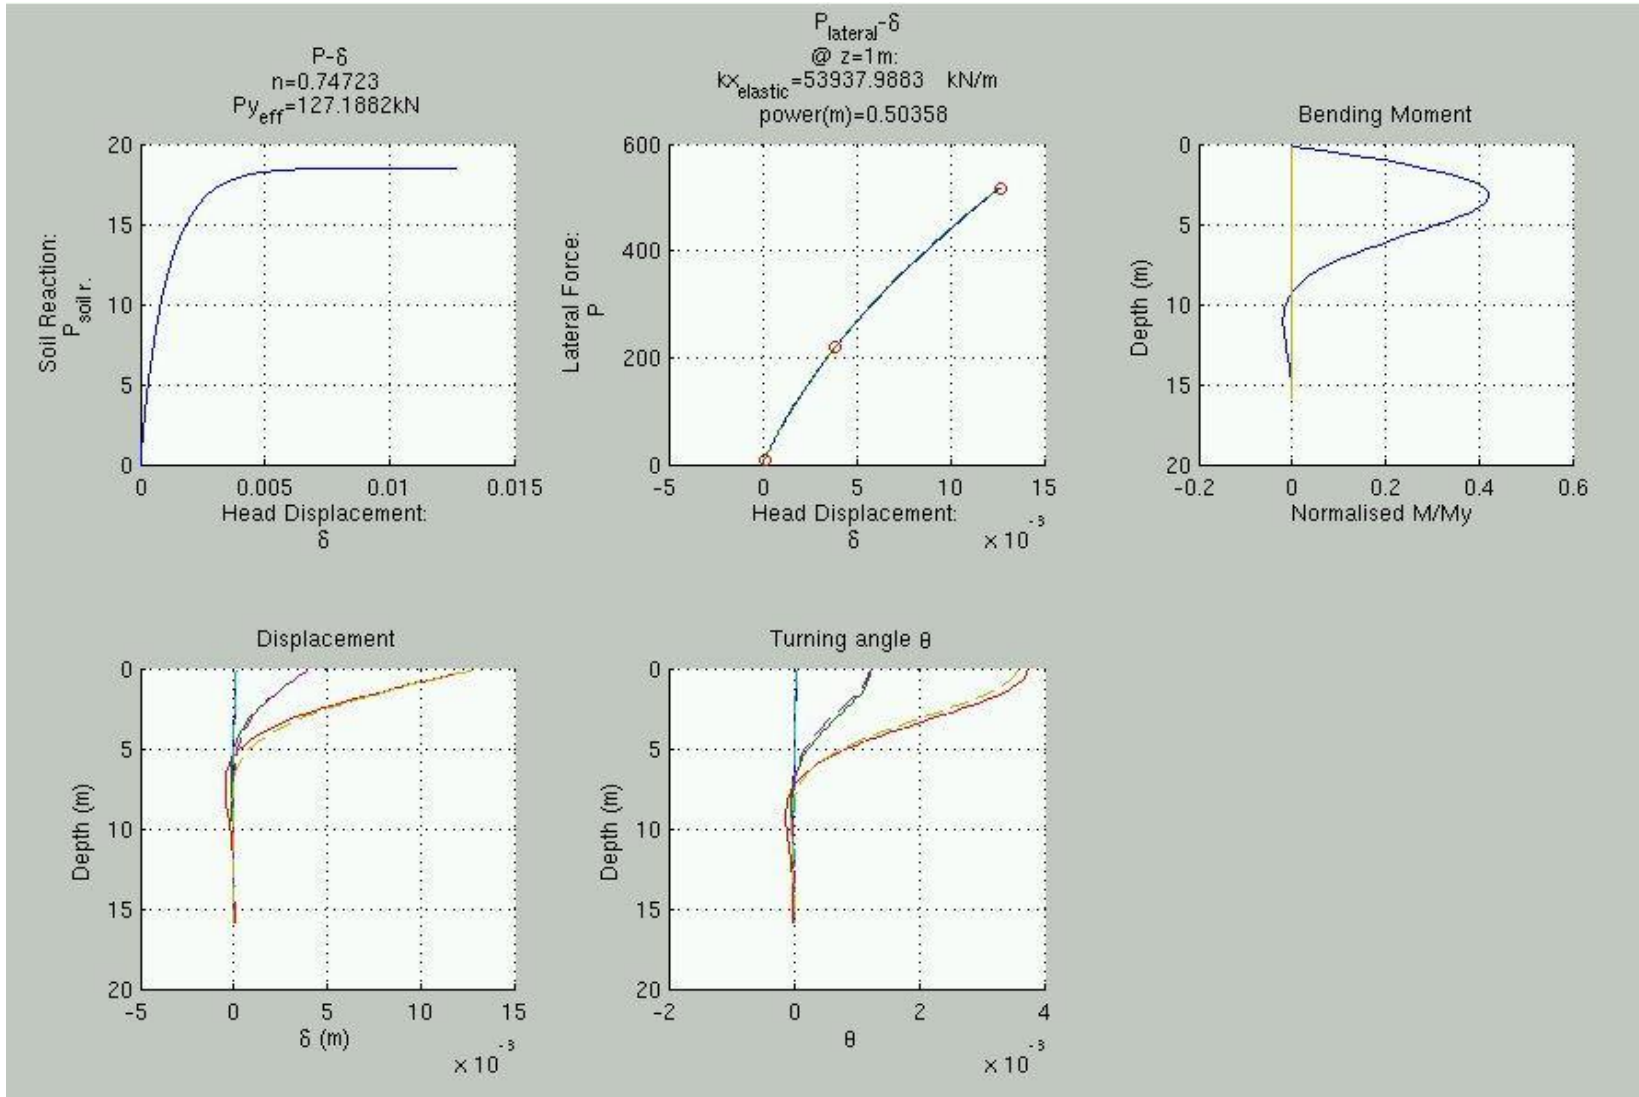 P-δ
n=0.74723
Py_eff=127.1882kN
20
15
10
5
0
0 0.005 0.01 0.015
Soil Reaction:
P_soil r.
Head Displacement:
δ
P_lateral-δ
@ z=1m:
kx_elastic=53937.9883 kN/m
power(m)=0.50358
600
400
200
0
-5 0 5 10 15
Lateral Force:
P
Head Displacement:
δ
× 10^-3
Bending Moment
0
5
10
15
20
-0.2 0 0.2 0.4 0.6
Depth (m)
Normalised M/My
Displacement
0
5
10
15
20
-5 0 5 10 15
Depth (m)
δ (m)
× 10^-3
Turning angle θ
0
5
10
15
20
-2 0 2 4
Depth (m)
θ
× 10^-3